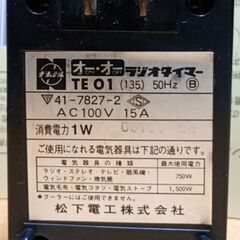 オー・オー ラジオタイマー
ON OFF
TE 01 (135) 50Hz B
41-7827-2 S
AC100V 15A
消費電力1W
ご使用になれる電気器具は下記の通り
電気器具の種類 最大使用電力
ラジオ・ステレオ・テレビ・扇風機・
ウィンドファン・換気扇 750W
電気毛布・電気コタツ・電気ストーブ 1,500W
＊クーラーにはご使用できません
松下電工株式会社